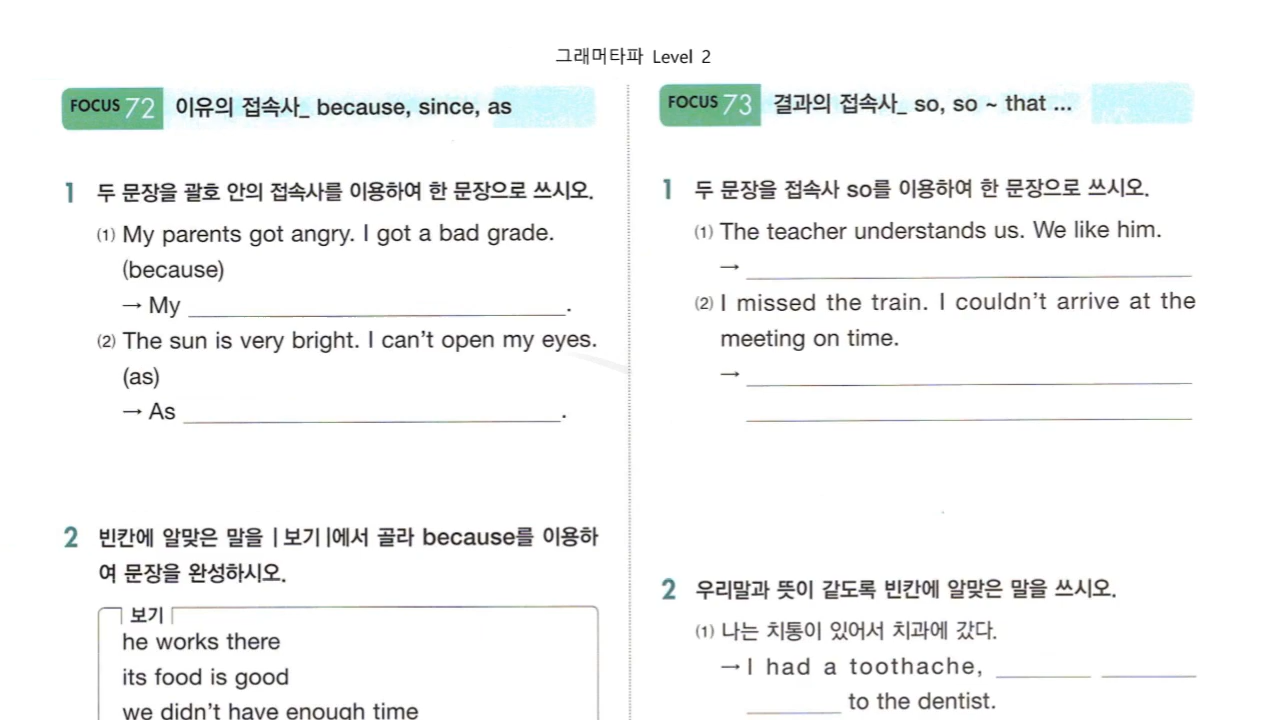 그래머타파 Level 2
FOCUS 72 이유의 접속사_ because, since, as
1 두 문장을 괄호 안의 접속사를 이용하여 한 문장으로 쓰시오.
(1) My parents got angry. I got a bad grade.
(because)
→ My ____________________.
(2) The sun is very bright. I can't open my eyes.
(as)
→ As ____________________.
2 빈칸에 알맞은 말을 |보기|에서 골라 because를 이용하
여 문장을 완성하시오.
보기
he works there
its food is good
we didn't have enough time
FOCUS 73 결과의 접속사_ so, so ~ that ...
1 두 문장을 접속사 so를 이용하여 한 문장으로 쓰시오.
(1) The teacher understands us. We like him.
→ ____________________
(2) I missed the train. I couldn't arrive at the
meeting on time.
→ ____________________
____________________
2 우리말과 뜻이 같도록 빈칸에 알맞은 말을 쓰시오.
(1) 나는 치통이 있어서 치과에 갔다.
→ I had a toothache, ______ ______
______ to the dentist.